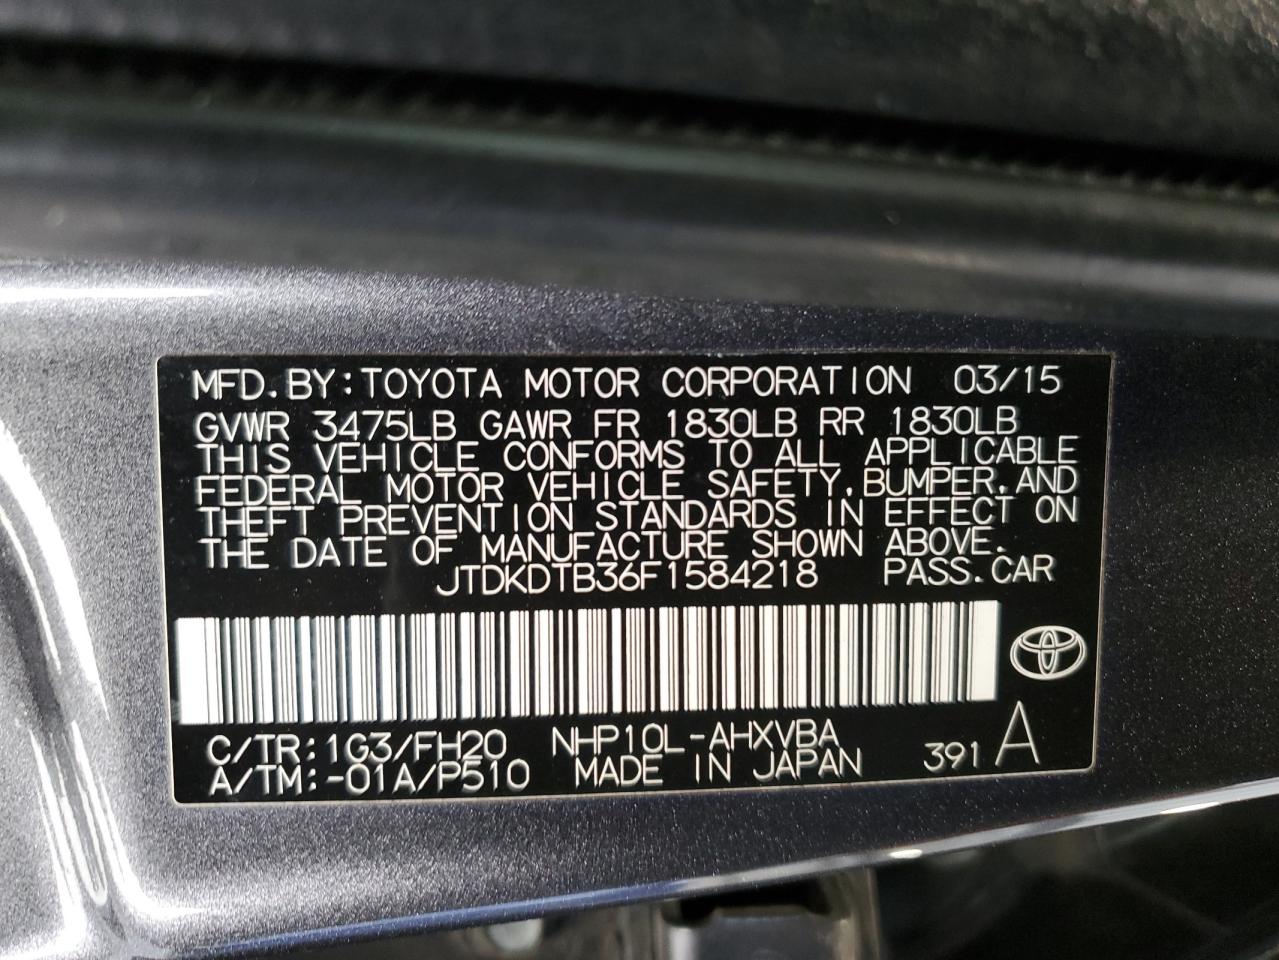 MFD.BY:TOYOTA MOTOR CORPORATION 03/15
GVWR 3475LB GAWR FR 1830LB RR 1830LB
THIS VEHICLE CONFORMS TO ALL APPLICABLE
FEDERAL MOTOR VEHICLE SAFETY,BUMPER,AND
THEFT PREVENTION STANDARDS IN EFFECT ON
THE DATE OF MANUFACTURE SHOWN ABOVE.
JTDKDTB36F1584218 PASS.CAR
C/TR:1G3/FH20 NHP10L-AHXVBA
A/TM:-01A/P510 MADE IN JAPAN 391 A